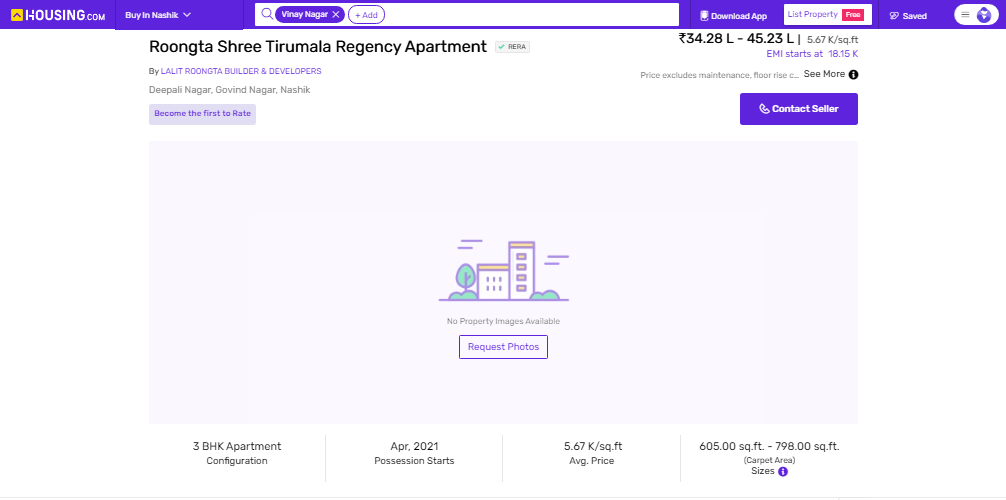 HOUSING.COM
Buy In Nashik
Vinay Nagar
+ Add
Download App
List Property Free
Saved
Roongta Shree Tirumala Regency Apartment
RERA
₹34.28 L - 45.23 L | 5.67 K/sq.ft
EMI starts at 18.15 K
By LALIT ROONGTA BUILDER & DEVELOPERS
Price excludes maintenance, floor rise c... See More
Deepali Nagar, Govind Nagar, Nashik
Become the first to Rate
Contact Seller
No Property Images Available
Request Photos
3 BHK Apartment
Configuration
Apr, 2021
Possession Starts
5.67 K/sq.ft
Avg. Price
605.00 sq.ft. - 798.00 sq.ft.
(Carpet Area)
Sizes